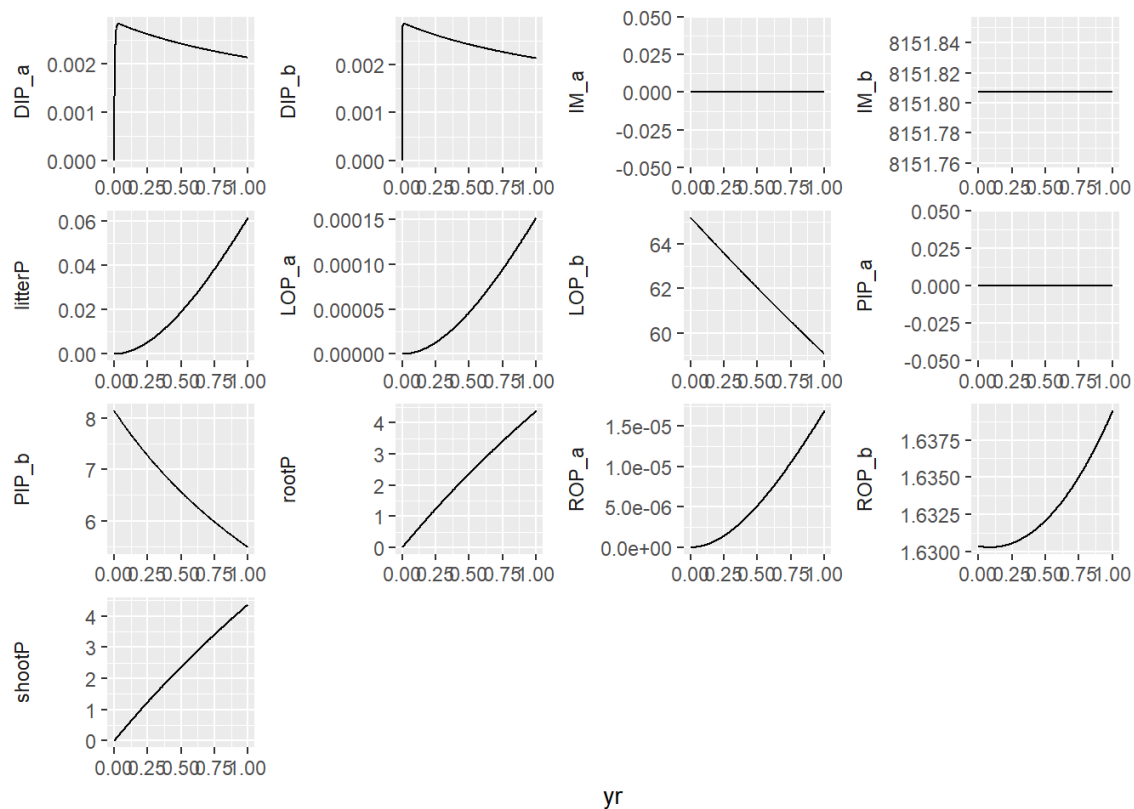 DIP_a
0.002
0.001
0.000
0.00 0.25 0.50 0.75 1.00
DIP_b
0.002
0.001
0.000
0.00 0.25 0.50 0.75 1.00
IM_a
0.050
0.025
0.000
-0.025
-0.050
0.00 0.25 0.50 0.75 1.00
IM_b
8151.84
8151.82
8151.80
8151.78
8151.76
0.00 0.25 0.50 0.75 1.00
litterP
0.06
0.04
0.02
0.00
0.00 0.25 0.50 0.75 1.00
LOP_a
0.00015
0.00010
0.00005
0.00000
0.00 0.25 0.50 0.75 1.00
LOP_b
64
62
60
0.00 0.25 0.50 0.75 1.00
PIP_a
0.050
0.025
0.000
-0.025
-0.050
0.00 0.25 0.50 0.75 1.00
PIP_b
8
7
6
0.00 0.25 0.50 0.75 1.00
rootP
4
3
2
1
0
0.00 0.25 0.50 0.75 1.00
ROP_a
1.5e-05
1.0e-05
5.0e-06
0.0e+00
0.00 0.25 0.50 0.75 1.00
ROP_b
1.6375
1.6350
1.6325
1.6300
0.00 0.25 0.50 0.75 1.00
shootP
4
3
2
1
0
0.00 0.25 0.50 0.75 1.00
yr